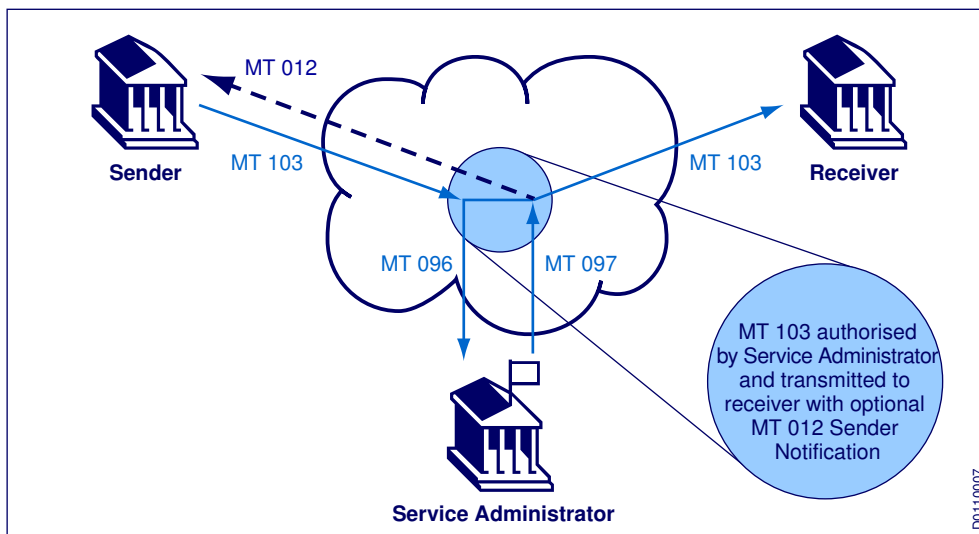 MT 012
MT 103
Sender
MT 103
Receiver
MT 096
MT 097
MT 103 authorised
by Service Administrator
and transmitted to
receiver with optional
MT 012 Sender
Notification
Service Administrator
D0110007